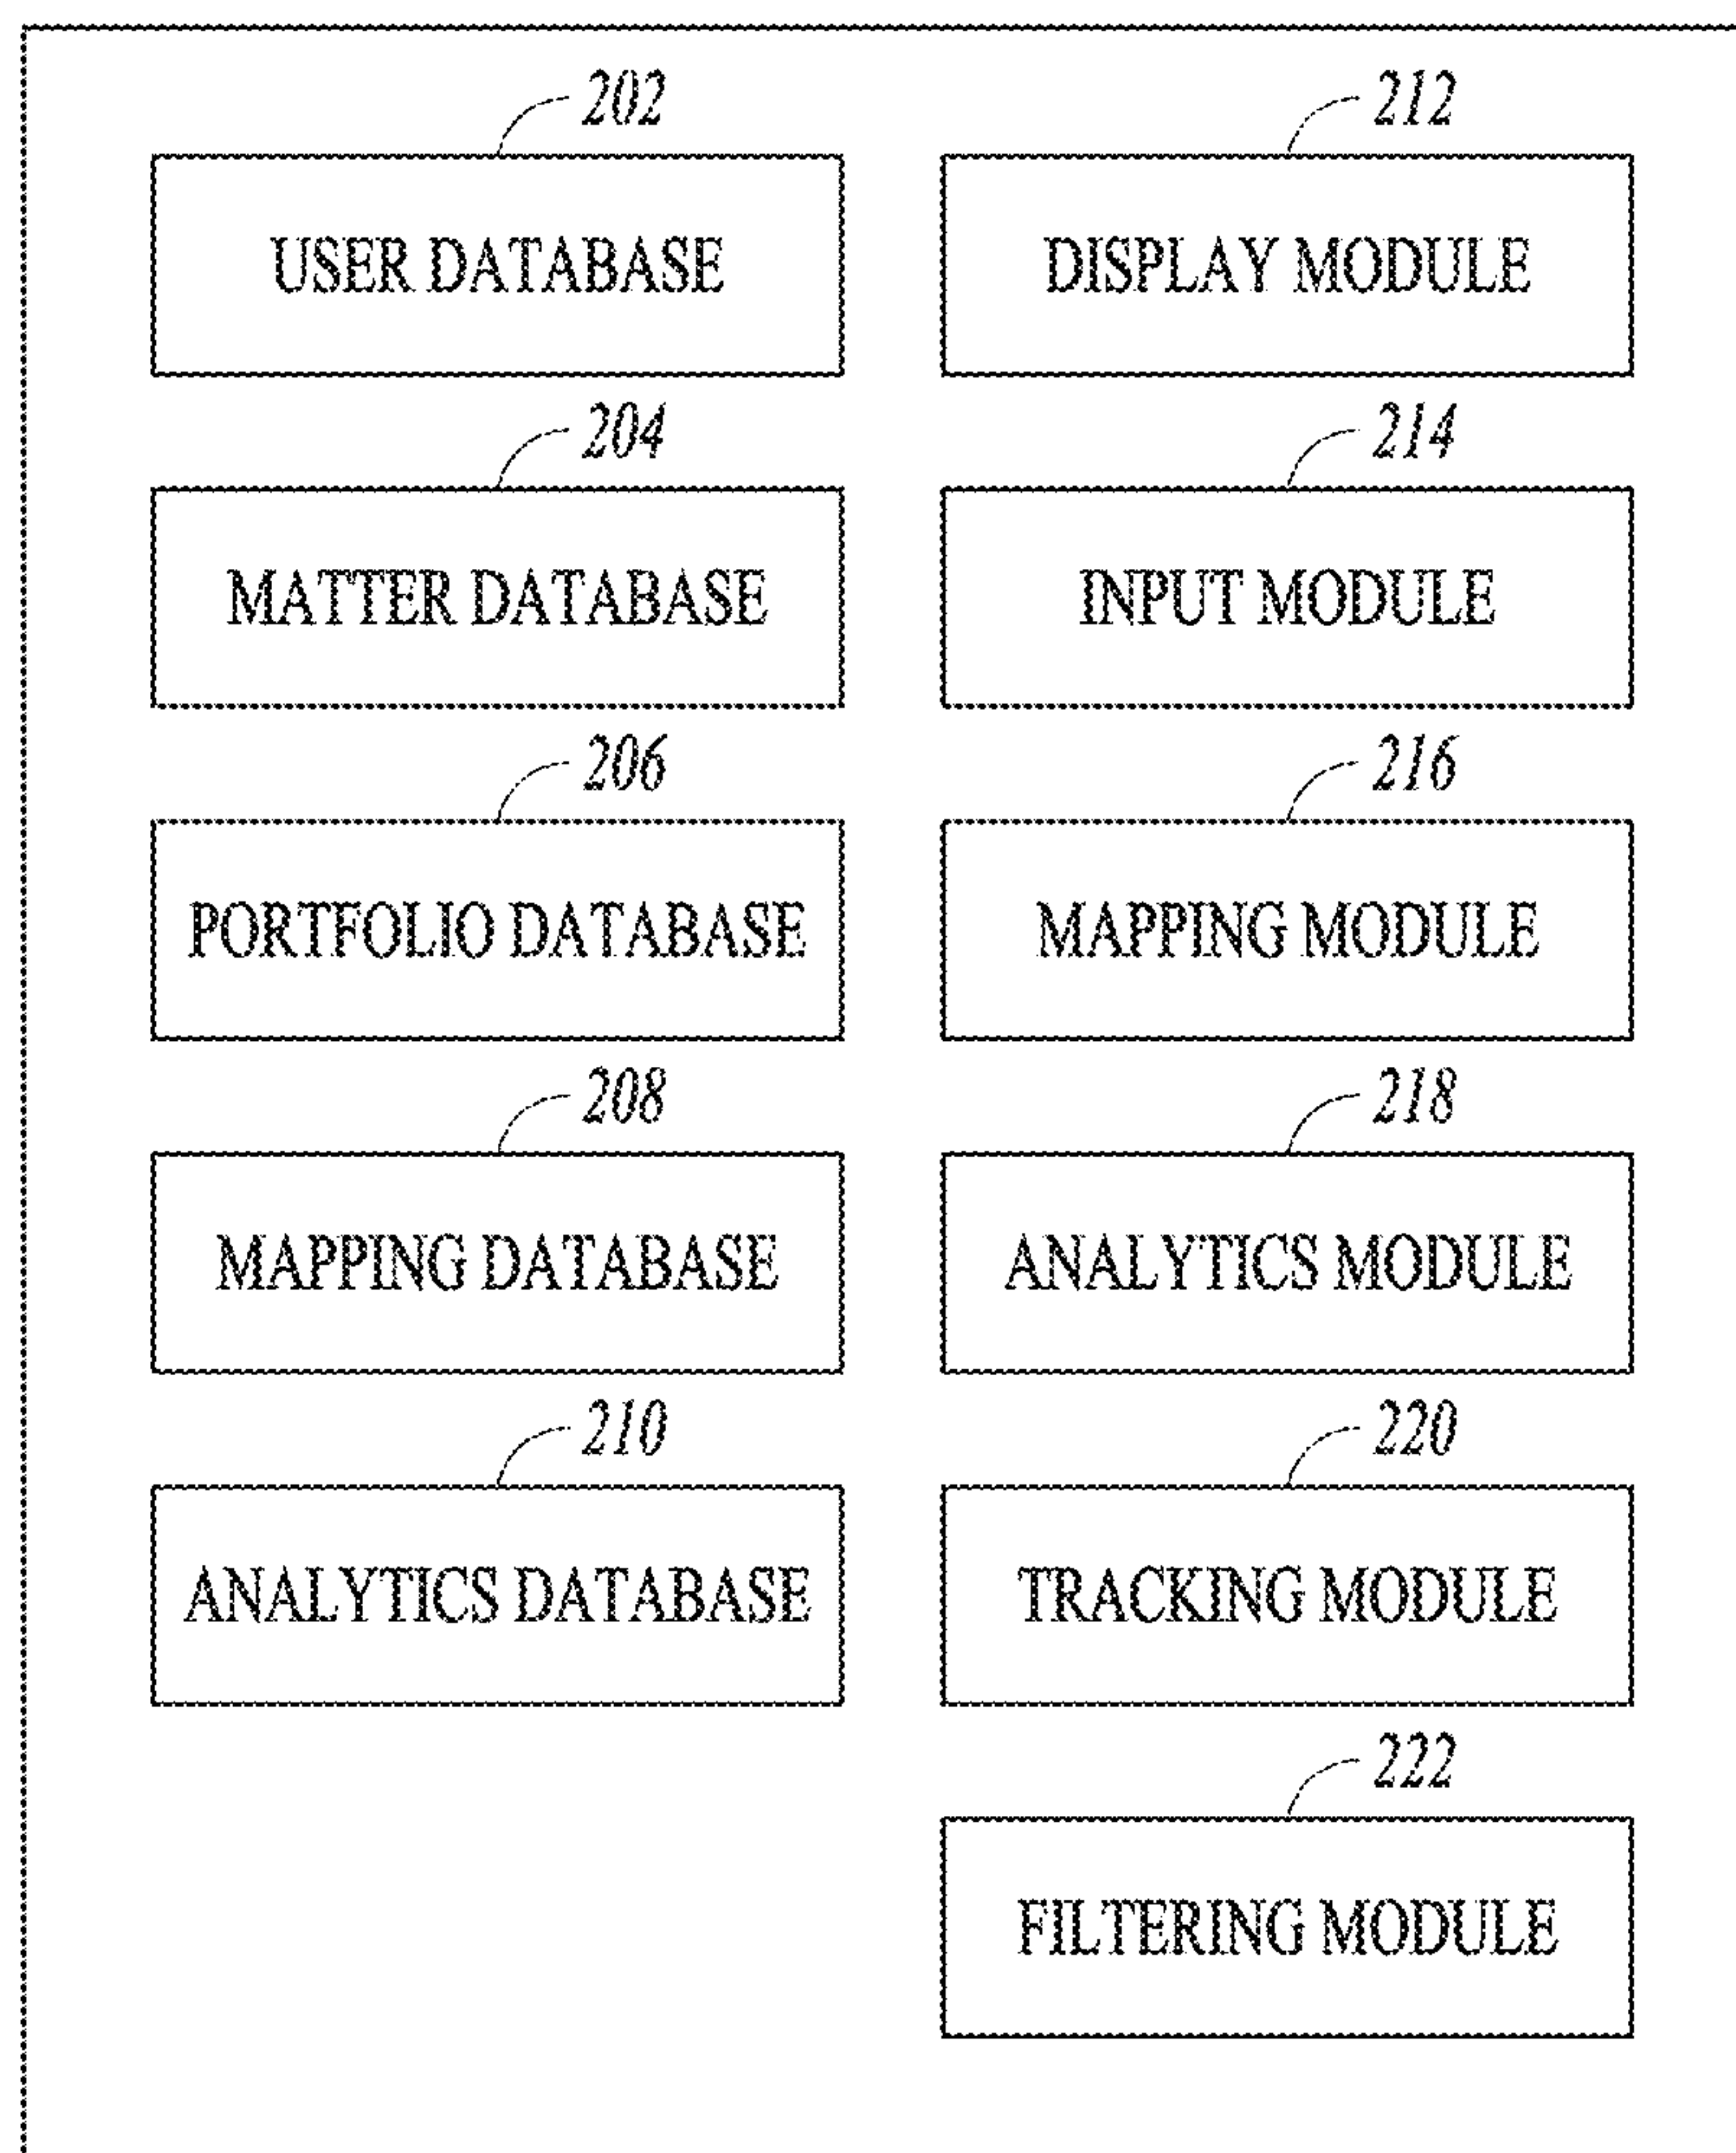 202
USER DATABASE
212
DISPLAY MODULE
204
MATTER DATABASE
214
INPUT MODULE
206
PORTFOLIO DATABASE
216
MAPPING MODULE
208
MAPPING DATABASE
218
ANALYTICS MODULE
210
ANALYTICS DATABASE
220
TRACKING MODULE
222
FILTERING MODULE